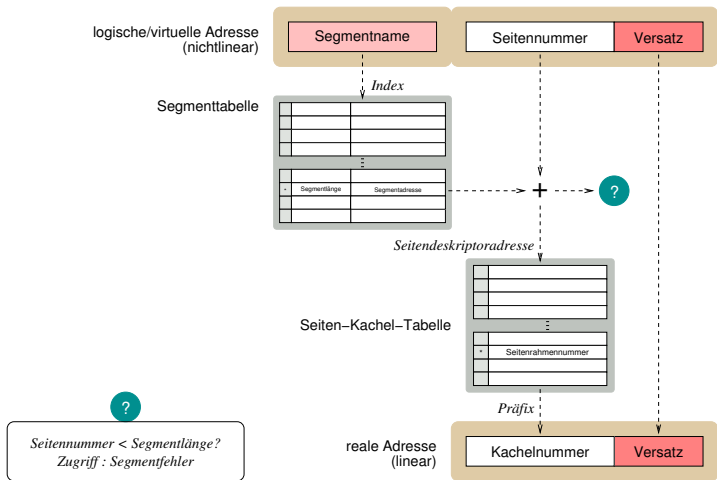 logische/virtuelle Adresse
(nichtlinear)
Segmentname
Seitennummer
Versatz
Index
Segmenttabelle
* Segmentlänge Segmentadresse
+
?
Seitendeskriptoradresse
Seiten−Kachel−Tabelle
* Seitenrahmennummer
?
Präfix
Seitennummer < Segmentlänge?
Zugriff : Segmentfehler
reale Adresse
(linear)
Kachelnummer
Versatz